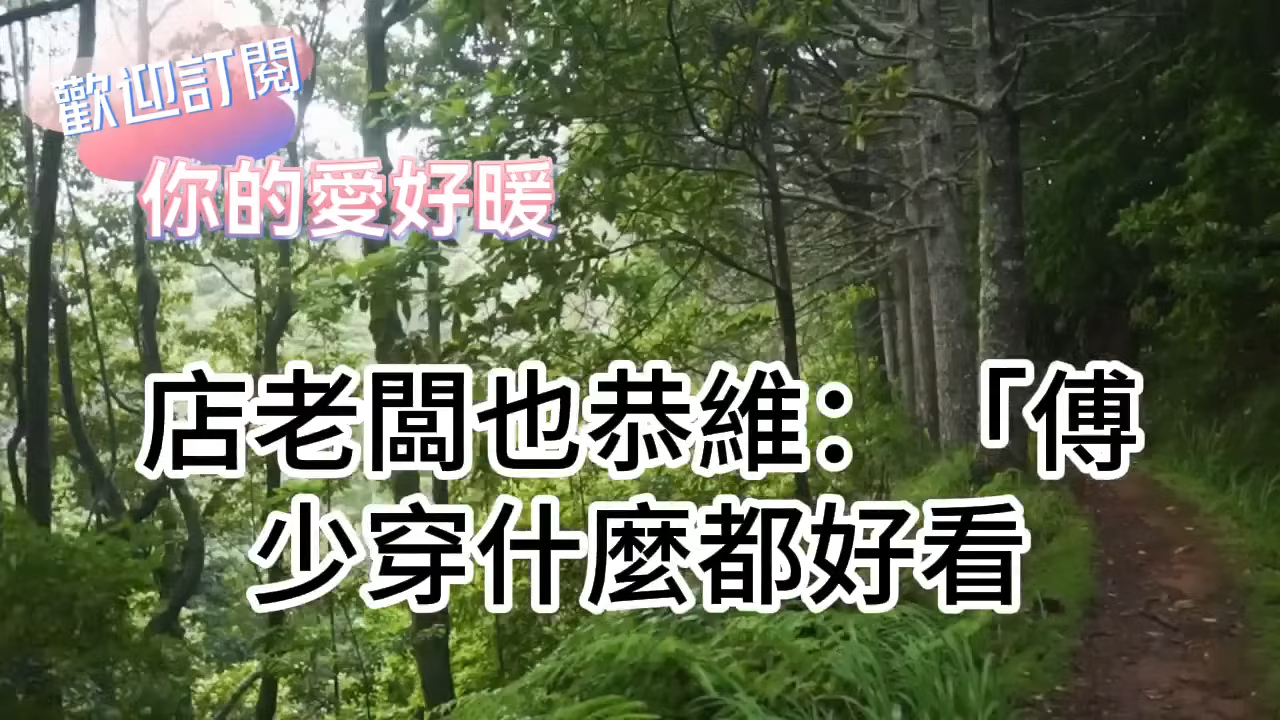 歡迎訂閱
你的愛好暖
店老闆也恭維：「傅
少穿什麼都好看